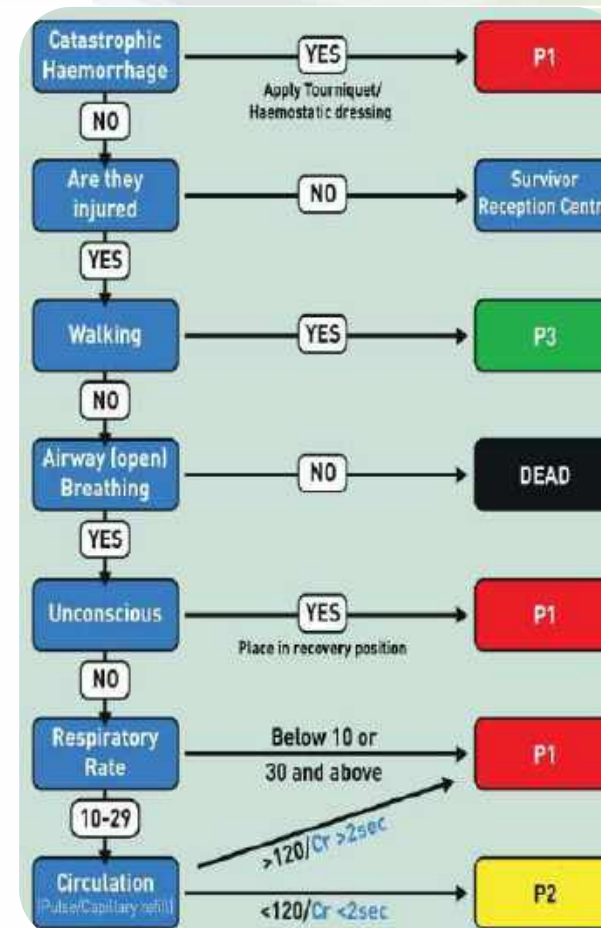 Catastrophic
Haemorrhage
YES
Apply Tourniquet/
Haemostatic dressing
P1
NO
Are they
injured
NO
Survivor
Reception Centr
YES
Walking
YES
P3
NO
Airway (open)
Breathing
NO
DEAD
YES
Unconscious
YES
Place in recovery position
P1
NO
Respiratory
Rate
Below 10 or
30 and above
P1
10-29
>120/Cr >2sec
Circulation
(Pulse/Capillary refill)
<120/Cr <2sec
P2